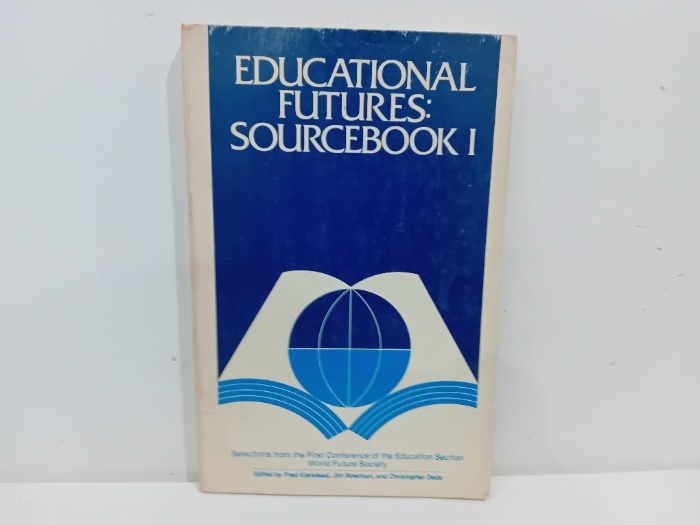 EDUCATIONAL
FUTURES:
SOURCEBOOK I
Selections from the First Conference of the Education Section
World Future Society
Edited by Fred Kierstead, Jim Bowman, and Christopher Dede